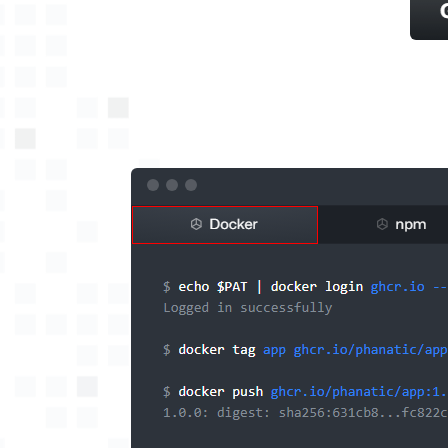 Docker
npm
$ echo $PAT | docker login ghcr.io --
Logged in successfully
$ docker tag app ghcr.io/phanatic/app
$ docker push ghcr.io/phanatic/app:1.
1.0.0: digest: sha256:631cb8...fc822c